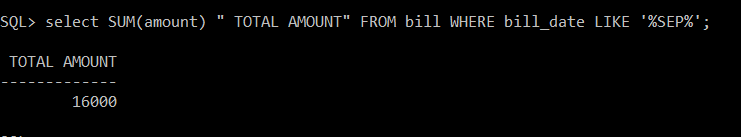 SQL> select SUM(amount) " TOTAL AMOUNT" FROM bill WHERE bill_date LIKE '%SEP%';
 TOTAL AMOUNT
-------------
        16000